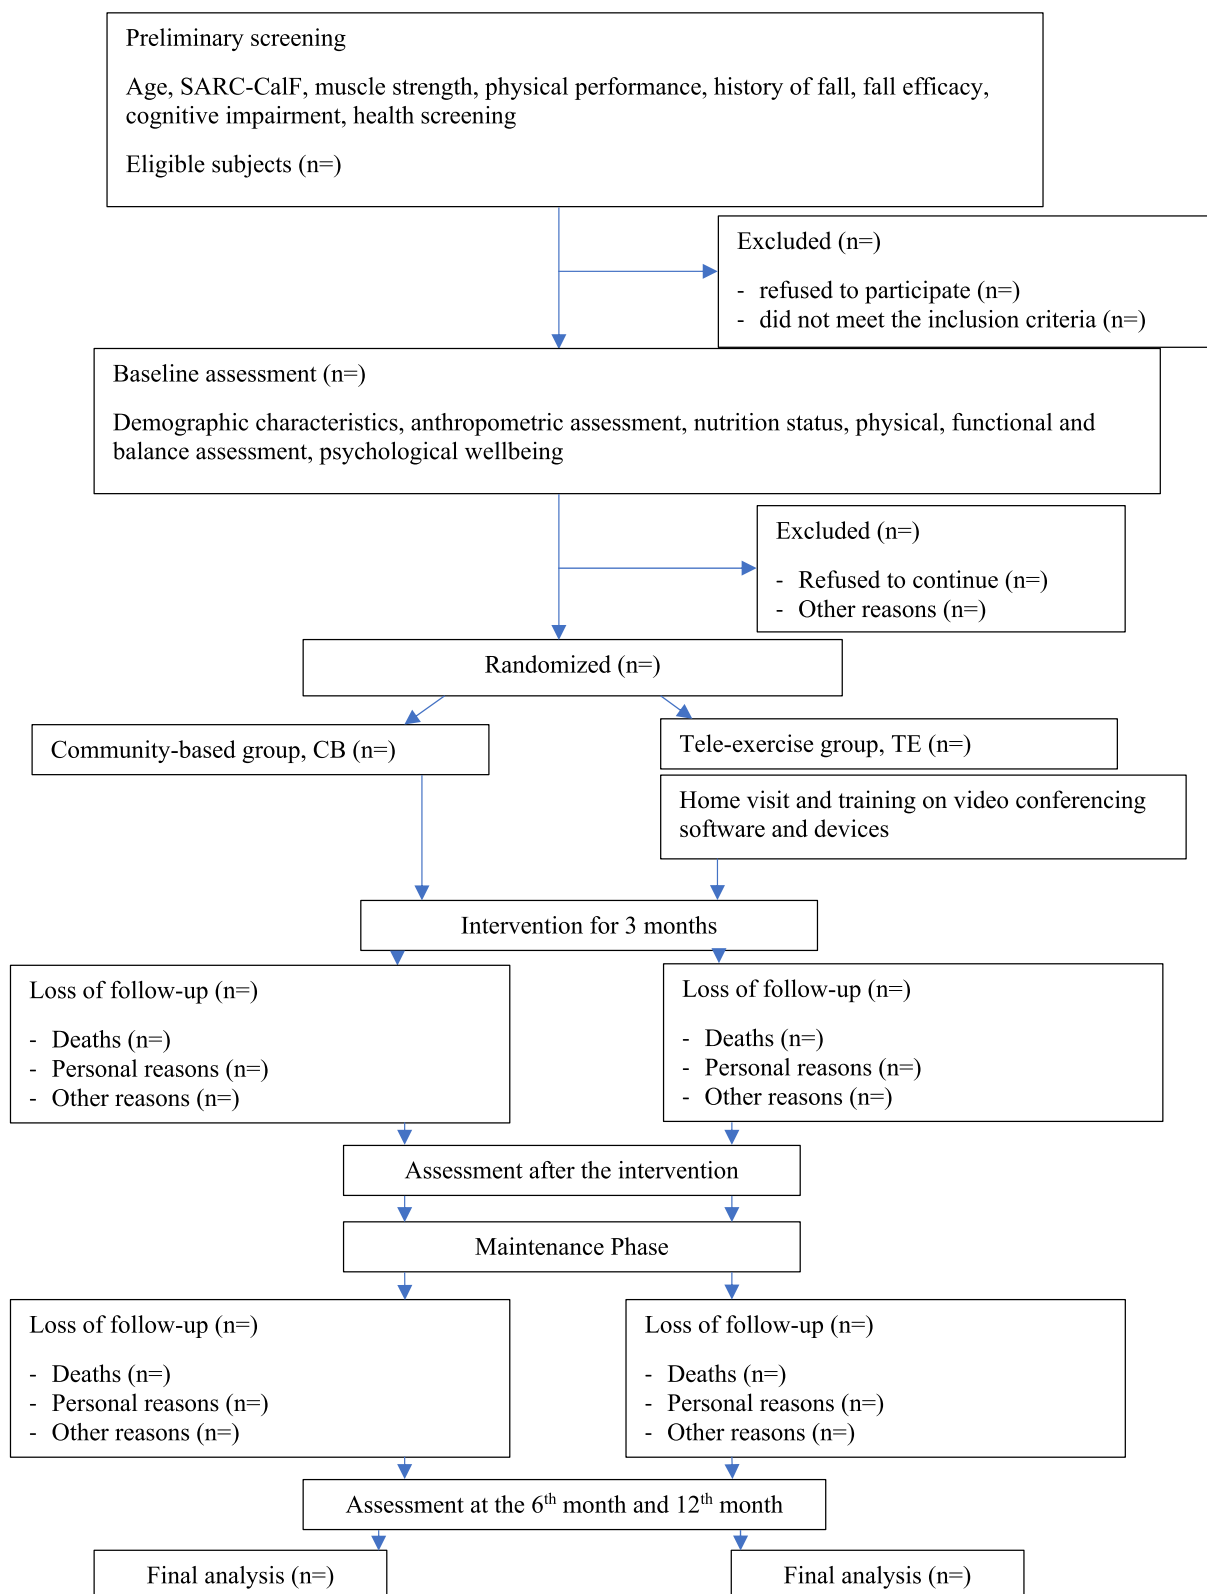 Preliminary screening
Age, SARC-CalF, muscle strength, physical performance, history of fall, fall efficacy,
cognitive impairment, health screening
Eligible subjects (n=)
Excluded (n=)
- refused to participate (n=)
- did not meet the inclusion criteria (n=)
Baseline assessment (n=)
Demographic characteristics, anthropometric assessment, nutrition status, physical, functional and
balance assessment, psychological wellbeing
Excluded (n=)
- Refused to continue (n=)
- Other reasons (n=)
Randomized (n=)
Community-based group, CB (n=)
Tele-exercise group, TE (n=)
Home visit and training on video conferencing
software and devices
Intervention for 3 months
Loss of follow-up (n=)
- Deaths (n=)
- Personal reasons (n=)
- Other reasons (n=)
Loss of follow-up (n=)
- Deaths (n=)
- Personal reasons (n=)
- Other reasons (n=)
Assessment after the intervention
Maintenance Phase
Loss of follow-up (n=)
- Deaths (n=)
- Personal reasons (n=)
- Other reasons (n=)
Loss of follow-up (n=)
- Deaths (n=)
- Personal reasons (n=)
- Other reasons (n=)
Assessment at the 6th month and 12th month
Final analysis (n=)
Final analysis (n=)